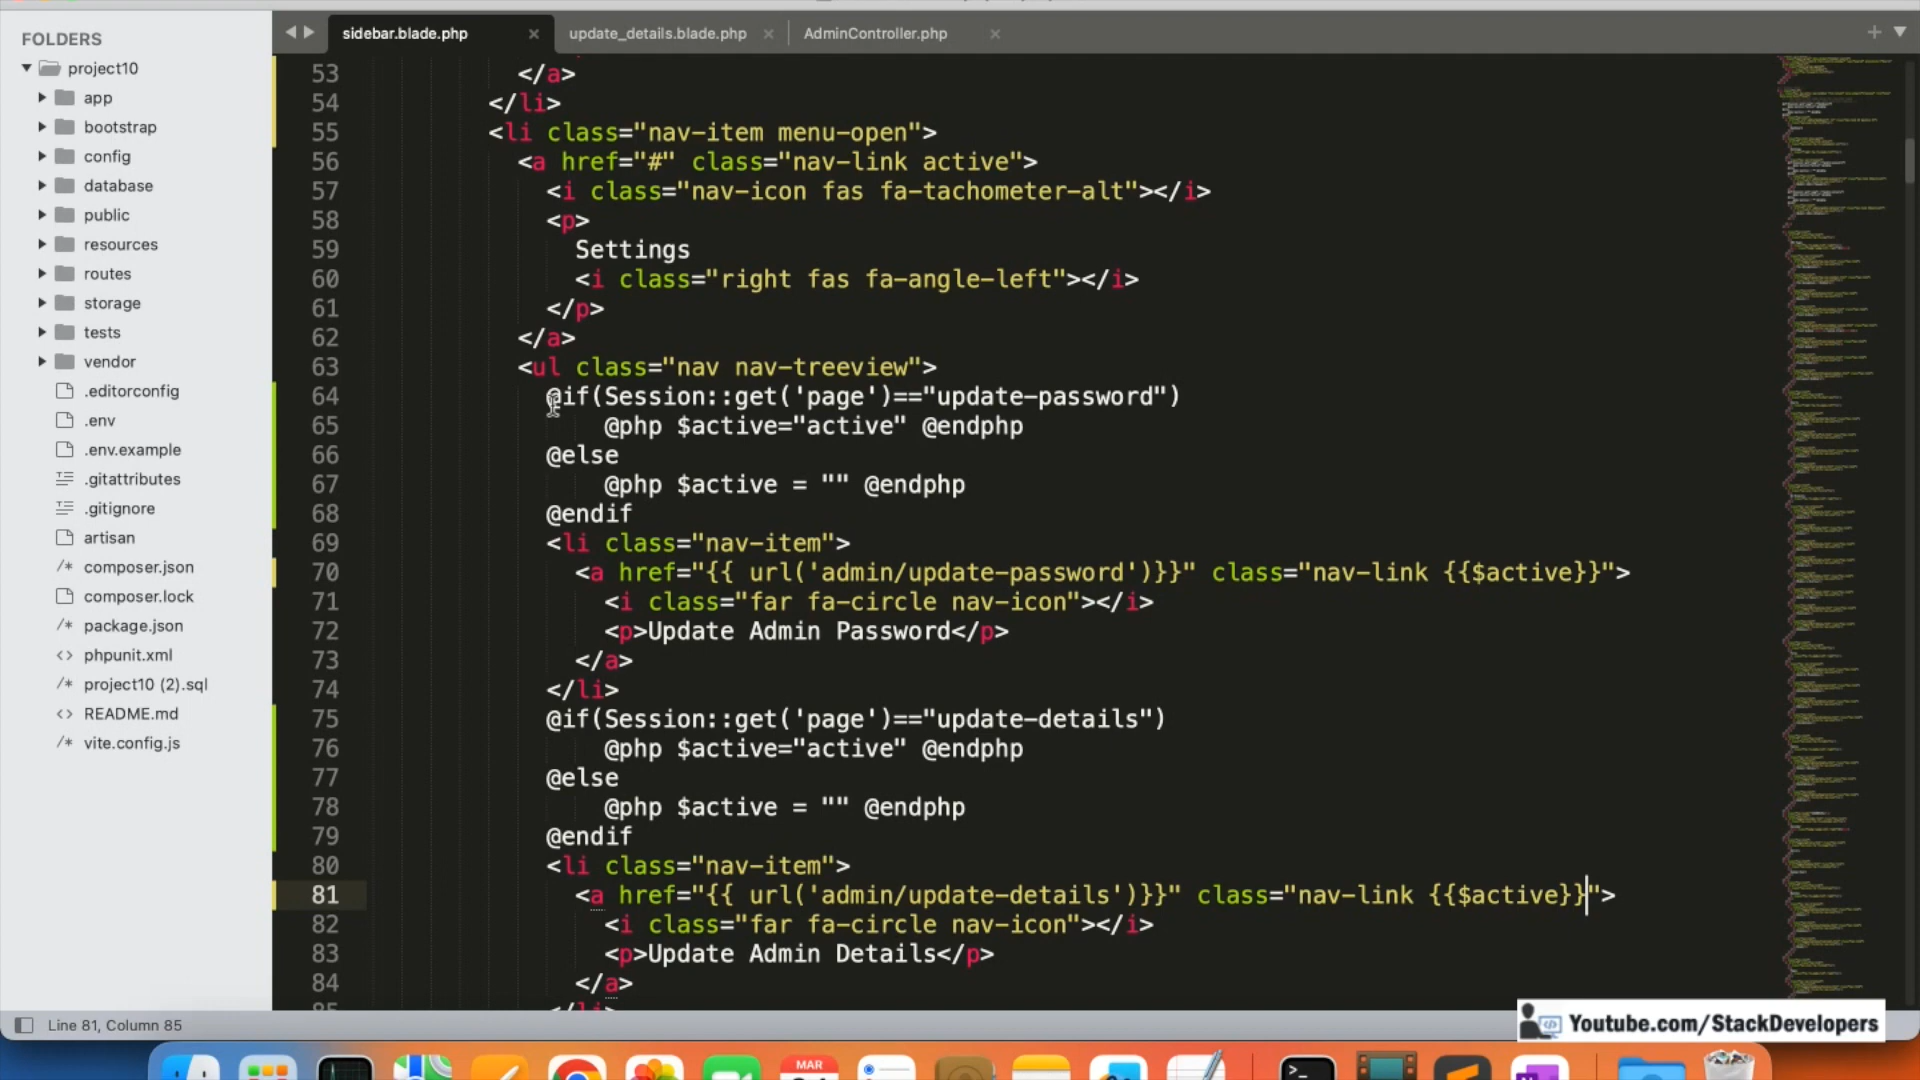 FOLDERS
project10
app
bootstrap
config
database
public
resources
routes
storage
tests
vendor
.editorconfig
.env
.env.example
.gitattributes
.gitignore
artisan
composer.json
composer.lock
package.json
phpunit.xml
project10 (2).sql
README.md
vite.config.js
sidebar.blade.php update_details.blade.php AdminController.php
53 </a>
54 </li>
55 <li class="nav-item menu-open">
56 <a href="#" class="nav-link active">
57 <i class="nav-icon fas fa-tachometer-alt"></i>
58 <p>
59 Settings
60 <i class="right fas fa-angle-left"></i>
61 </p>
62 </a>
63 <ul class="nav nav-treeview">
64 @if(Session::get('page')=="update-password")
65 @php $active="active" @endphp
66 @else
67 @php $active = "" @endphp
68 @endif
69 <li class="nav-item">
70 <a href="{{ url('admin/update-password')}}" class="nav-link {{$active}}">
71 <i class="far fa-circle nav-icon"></i>
72 <p>Update Admin Password</p>
73 </a>
74 </li>
75 @if(Session::get('page')=="update-details")
76 @php $active="active" @endphp
77 @else
78 @php $active = "" @endphp
79 @endif
80 <li class="nav-item">
81 <a href="{{ url('admin/update-details')}}" class="nav-link {{$active}}">
82 <i class="far fa-circle nav-icon"></i>
83 <p>Update Admin Details</p>
84 </a>
Line 81, Column 85
Youtube.com/StackDevelopers
MAR